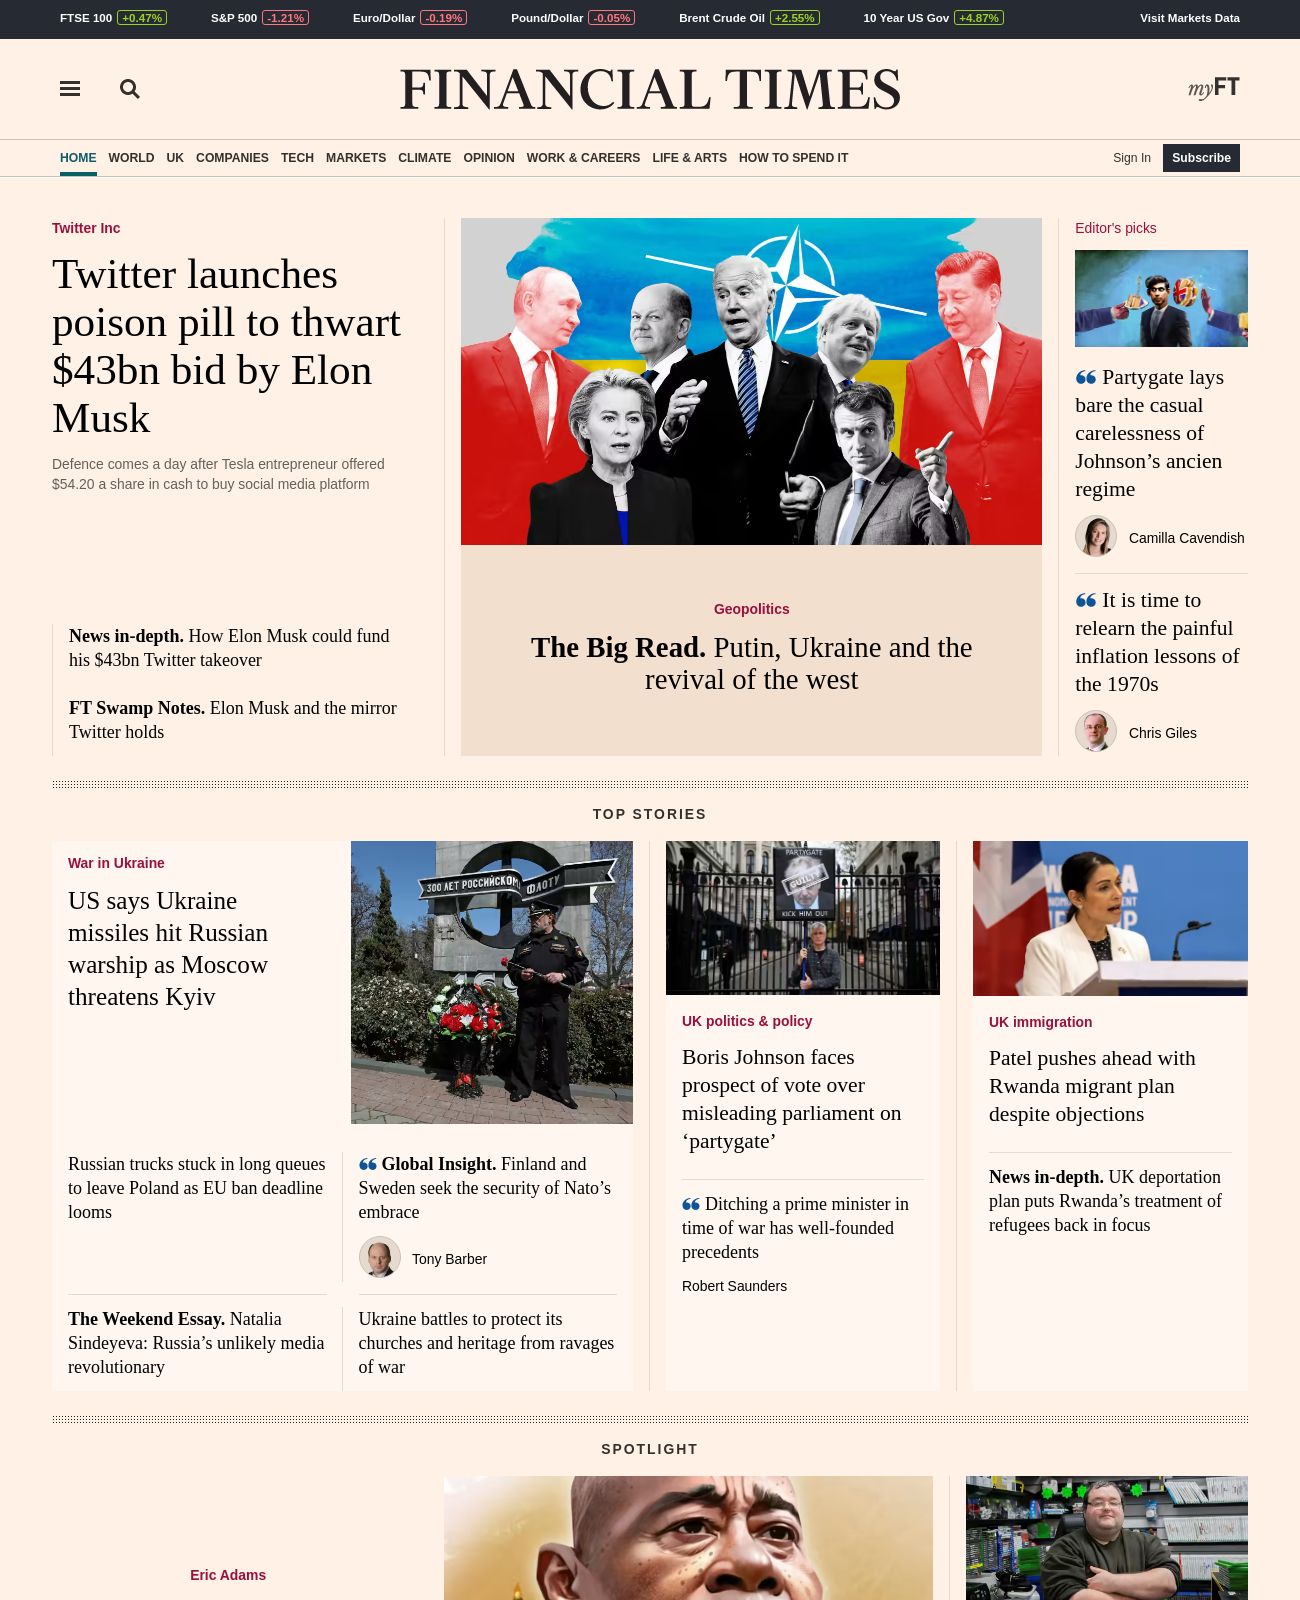 FTSE 100 +0.47% S&P 500 -1.21% Euro/Dollar -0.19% Pound/Dollar -0.05% Brent Crude Oil +2.55% 10 Year US Gov +4.87% Visit Markets Data
FINANCIAL TIMES
myFT
HOME WORLD UK COMPANIES TECH MARKETS CLIMATE OPINION WORK & CAREERS LIFE & ARTS HOW TO SPEND IT Sign In Subscribe
Twitter Inc
Twitter launches
poison pill to thwart
$43bn bid by Elon
Musk
Defence comes a day after Tesla entrepreneur offered
$54.20 a share in cash to buy social media platform
News in-depth. How Elon Musk could fund
his $43bn Twitter takeover
FT Swamp Notes. Elon Musk and the mirror
Twitter holds
Geopolitics
The Big Read. Putin, Ukraine and the
revival of the west
Editor's picks
“ Partygate lays
bare the casual
carelessness of
Johnson’s ancien
regime
Camilla Cavendish
“ It is time to
relearn the painful
inflation lessons of
the 1970s
Chris Giles
TOP STORIES
War in Ukraine
US says Ukraine
missiles hit Russian
warship as Moscow
threatens Kyiv
300 ЛЕТ РОССИЙСКОМУ ФЛОТУ
Russian trucks stuck in long queues
to leave Poland as EU ban deadline
looms
“ Global Insight. Finland and
Sweden seek the security of Nato’s
embrace
Tony Barber
The Weekend Essay. Natalia
Sindeyeva: Russia’s unlikely media
revolutionary
Ukraine battles to protect its
churches and heritage from ravages
of war
PARTYGATE
GUILTY
KICK HIM OUT
UK politics & policy
Boris Johnson faces
prospect of vote over
misleading parliament on
‘partygate’
“ Ditching a prime minister in
time of war has well-founded
precedents
Robert Saunders
UK immigration
Patel pushes ahead with
Rwanda migrant plan
despite objections
News in-depth. UK deportation
plan puts Rwanda’s treatment of
refugees back in focus
SPOTLIGHT
Eric Adams